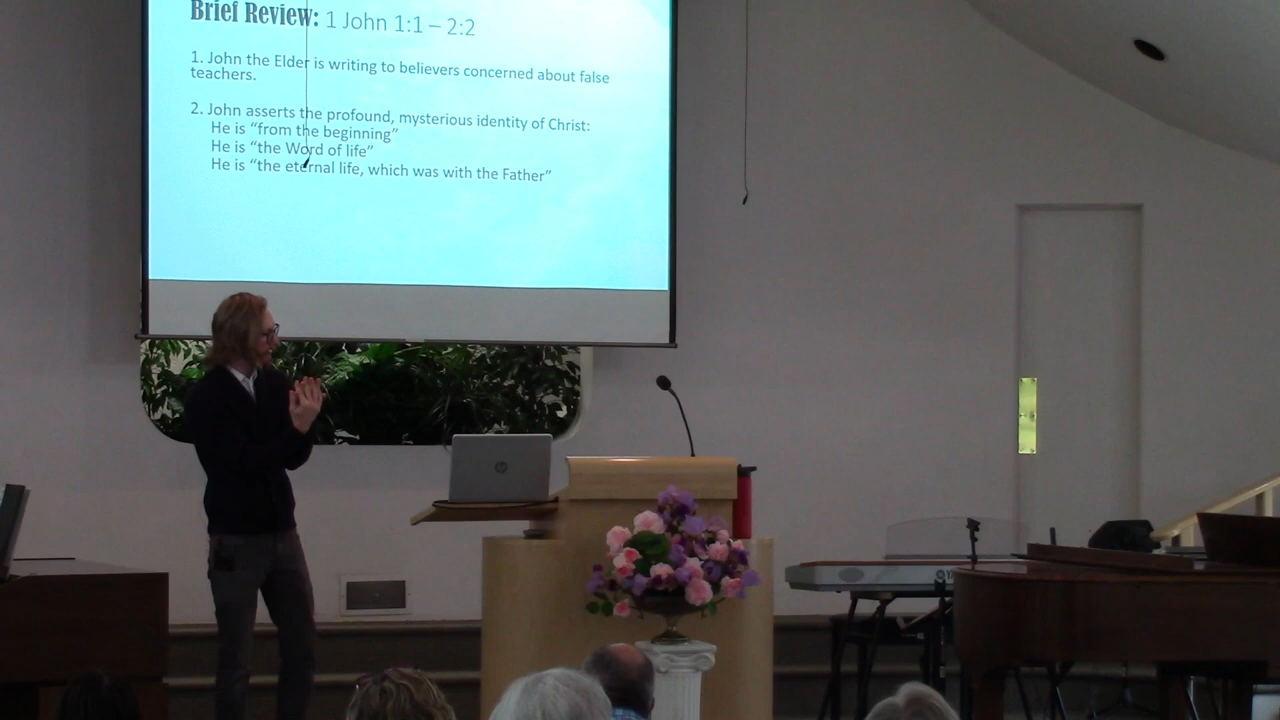 Brief Review: 1 John 1:1 – 2:2
1. John the Elder is writing to believers concerned about false
teachers.
2. John asserts the profound, mysterious identity of Christ:
He is “from the beginning”
He is “the Word of life”
He is “the eternal life, which was with the Father”
hp